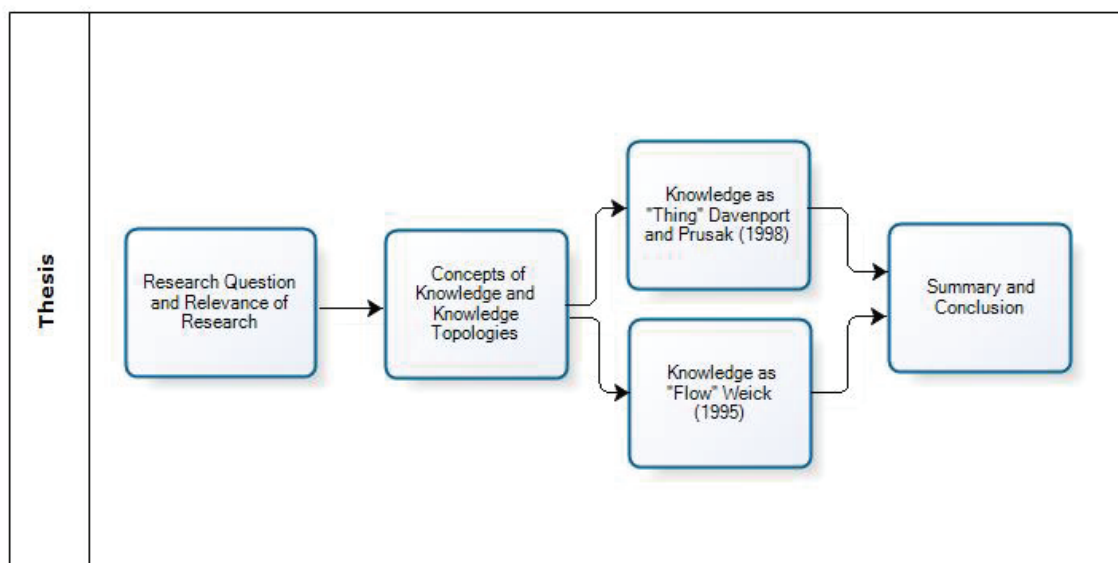 Thesis
Research Question
and Relevance of
Research
Concepts of
Knowledge and
Knowledge
Topologies
Knowledge as
"Thing" Davenport
and Prusak (1998)
Knowledge as
"Flow" Weick
(1995)
Summary and
Conclusion